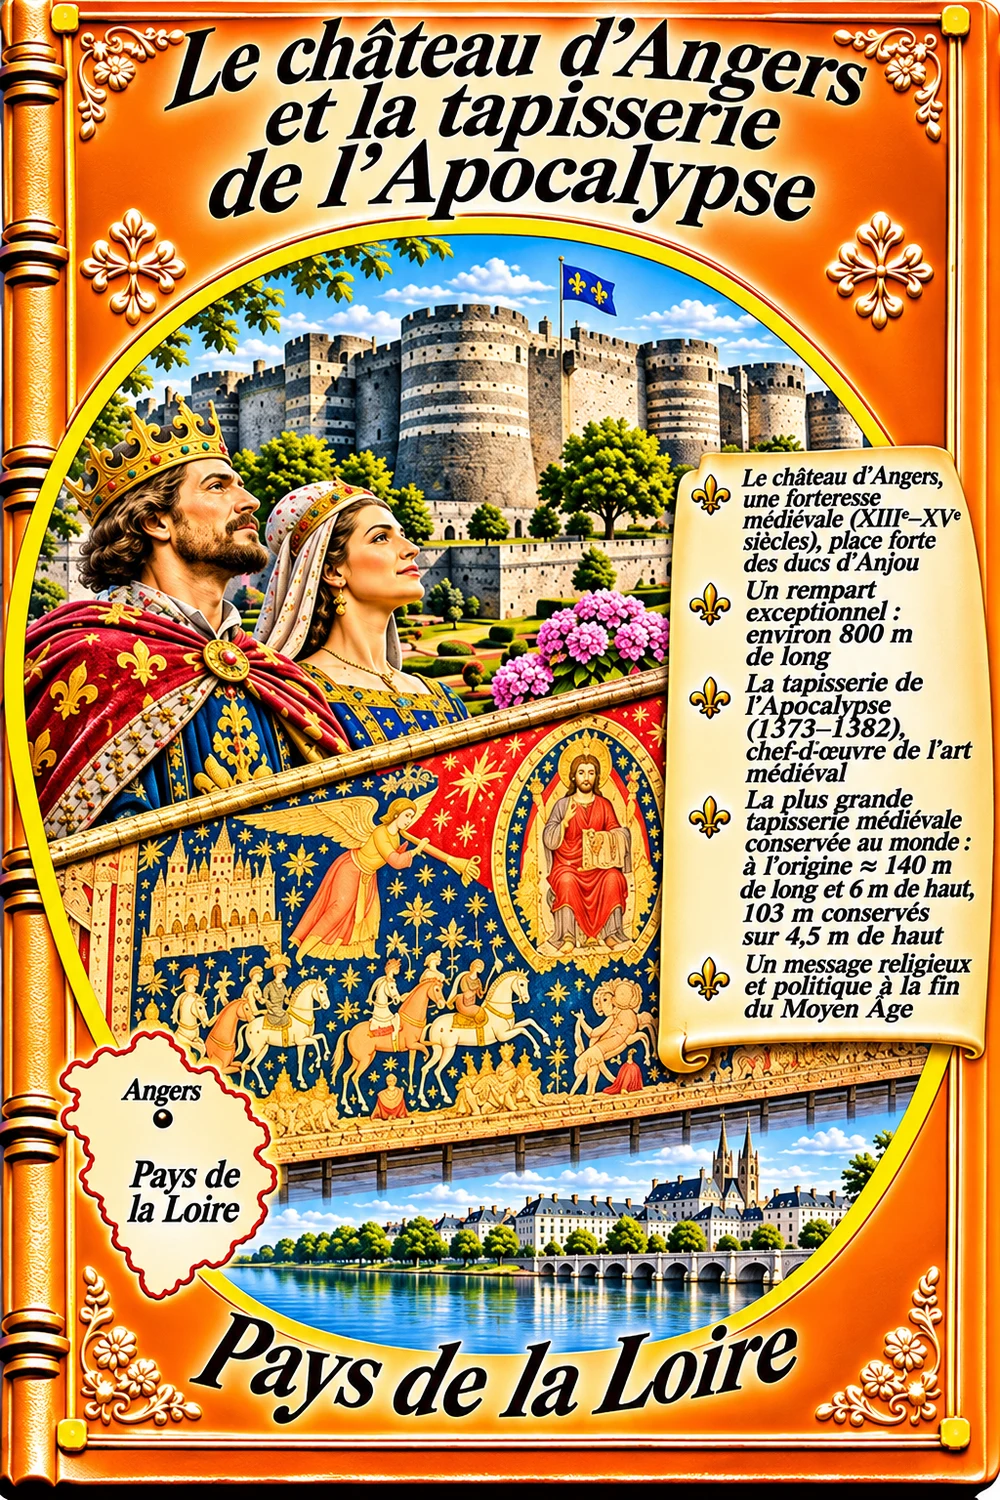 Le château d'Angers
et la tapisserie
de l'Apocalypse
Le château d'Angers,
une forteresse
médiévale (XIIIᵉ–XVᵉ
siècles), place forte
des ducs d'Anjou
Un rempart
exceptionnel :
environ 800 m
de long
La tapisserie de
l'Apocalypse
(1373–1382),
chef-d'œuvre de l'art
médiéval
La plus grande
tapisserie médiévale
conservée au monde :
à l'origine ≈ 140 m
de long et 6 m de haut,
103 m conservés
sur 4,5 m de haut
Un message religieux
et politique à la fin
du Moyen Âge
Angers
Pays de
la Loire
Pays de la Loire